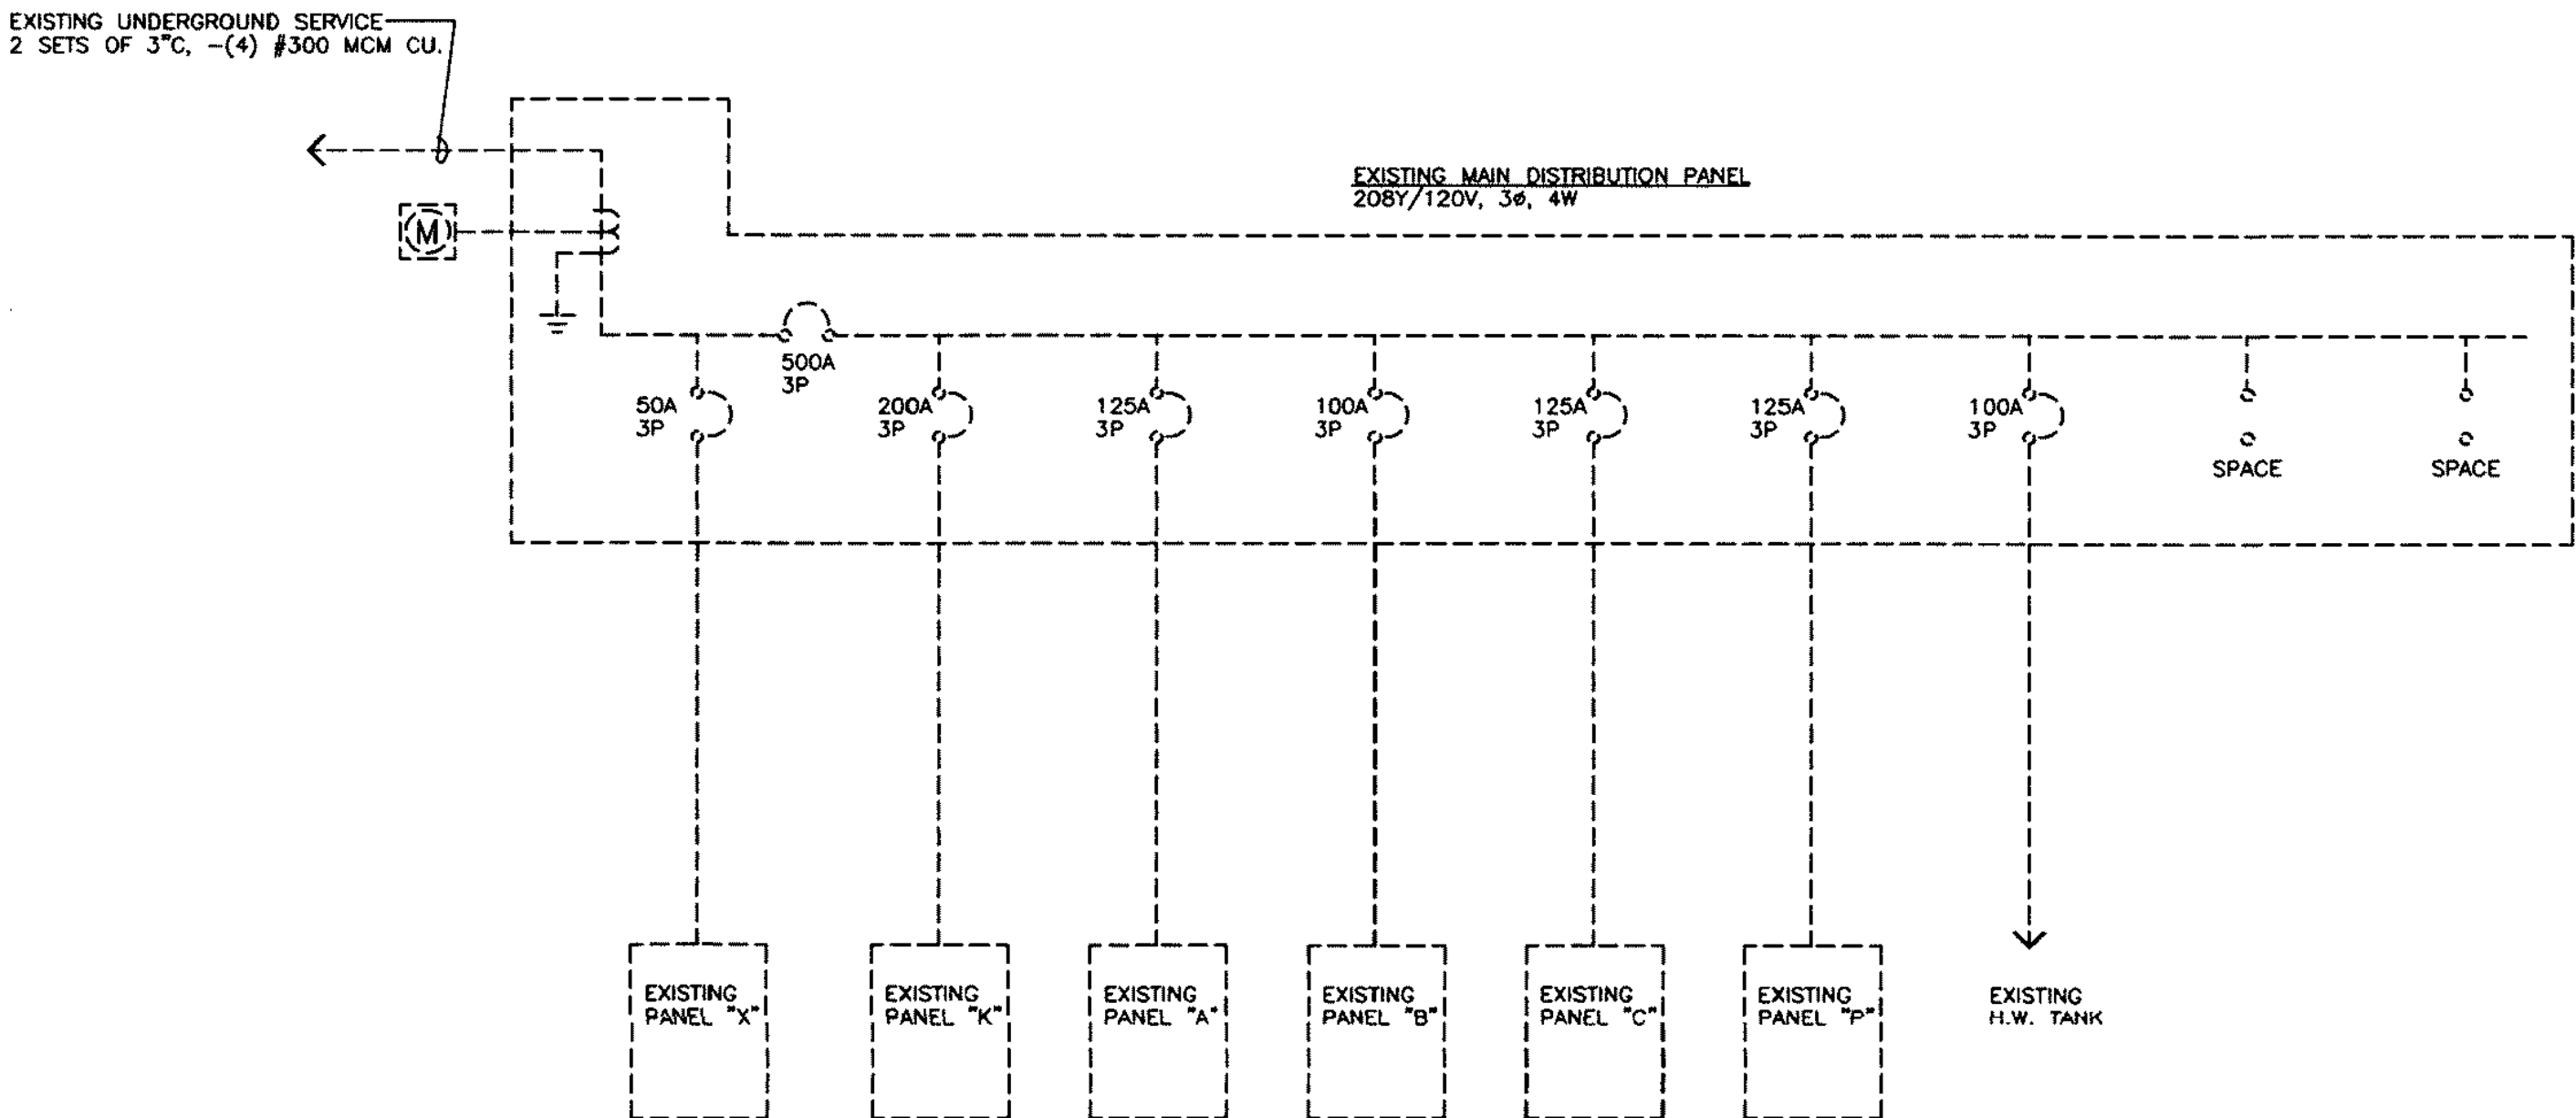 EXISTING UNDERGROUND SERVICE
2 SETS OF 3"C, -(4) #300 MCM CU.
EXISTING MAIN DISTRIBUTION PANEL
208Y/120V, 3ø, 4W
M
500A
3P
50A
3P
200A
3P
125A
3P
100A
3P
125A
3P
125A
3P
100A
3P
SPACE
SPACE
EXISTING
PANEL "X"
EXISTING
PANEL "K"
EXISTING
PANEL "A"
EXISTING
PANEL "B"
EXISTING
PANEL "C"
EXISTING
PANEL "P"
EXISTING
H.W. TANK